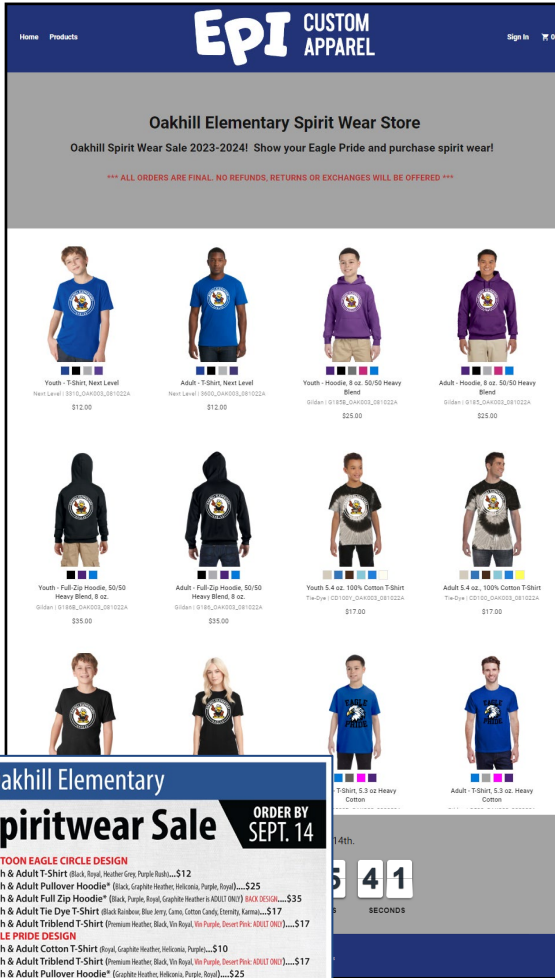 Home Products
EPI CUSTOM APPAREL
Sign In 0
Oakhill Elementary Spirit Wear Store
Oakhill Spirit Wear Sale 2023-2024! Show your Eagle Pride and purchase spirit wear!
*** ALL ORDERS ARE FINAL. NO REFUNDS, RETURNS OR EXCHANGES WILL BE OFFERED ***
Youth - T-Shirt, Next Level
Next Level | 3310_OAK003_081022A
$12.00
Adult - T-Shirt, Next Level
Next Level | 3600_OAK003_081022A
$12.00
Youth - Hoodie, 8 oz. 50/50 Heavy
Blend
Gildan | G185B_OAK003_081022A
$25.00
Adult - Hoodie, 8 oz. 50/50 Heavy
Blend
Gildan | G185_OAK003_081022A
$25.00
Youth - Full-Zip Hoodie, 50/50
Heavy Blend, 8 oz.
Gildan | G186B_OAK003_081022A
$35.00
Adult - Full-Zip Hoodie, 50/50
Heavy Blend, 8 oz.
Gildan | G186_OAK003_081022A
$35.00
Youth 5.4 oz. 100% Cotton T-Shirt
Tie-Dye | CD100Y_OAK003_081022A
$17.00
Adult 5.4 oz., 100% Cotton T-Shirt
Tie-Dye | CD100_OAK003_081022A
$17.00
EAGLE
PRIDE
EAGLE
PRIDE
- T-Shirt, 5.3 oz Heavy
Cotton
Adult - T-Shirt, 5.3 oz Heavy
Cotton
14th.
5 41
S SECONDS
akhill Elementary
piritwear Sale
ORDER BY
SEPT. 14
TOON EAGLE CIRCLE DESIGN
h & Adult T-Shirt (Black, Royal, Heather Grey, Purple Rush)....$12
h & Adult Pullover Hoodie* (Black, Graphite Heather, Heliconia, Purple, Royal)....$25
h & Adult Full Zip Hoodie* (Black, Purple, Royal, Graphite Heather is ADULT ONLY) BACK DESIGN....$35
h & Adult Tie Dye T-Shirt (Black Rainbow, Blue Jerry, Camo, Cotton Candy, Eternity, Karma)....$17
h & Adult Triblend T-Shirt (Premium Heather, Black, Vin Royal, Vin Purple, Desert Pink: ADULT ONLY)....$17
LE PRIDE DESIGN
h & Adult Cotton T-Shirt (Royal, Graphite Heather, Heliconia, Purple)....$10
h & Adult Triblend T-Shirt (Premium Heather, Black, Vin Royal, Vin Purple, Desert Pink: ADULT ONLY)....$17
h & Adult Pullover Hoodie* (Graphite Heather, Heliconia, Purple, Royal)....$25